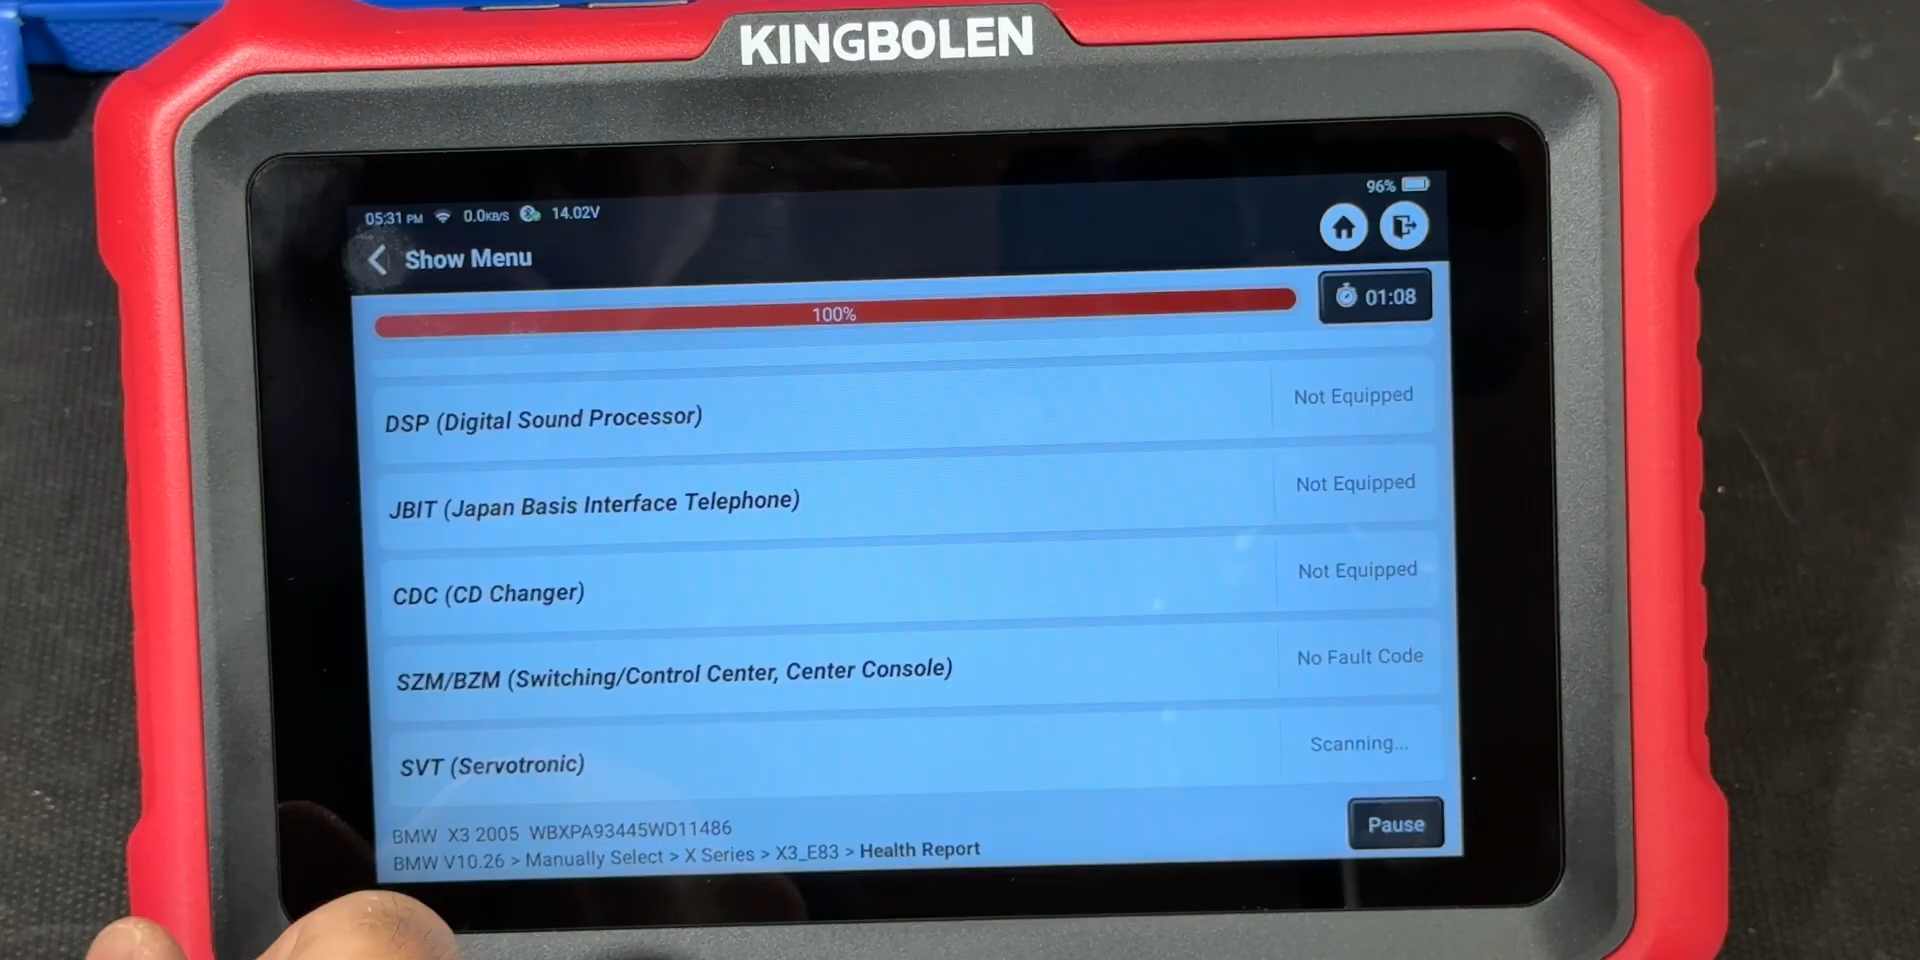 KINGBOLEN
96%
05:31 PM 0.0KB/S 14.02V
Show Menu
100%
01:08
DSP (Digital Sound Processor) Not Equipped
JBIT (Japan Basis Interface Telephone) Not Equipped
CDC (CD Changer) Not Equipped
SZM/BZM (Switching/Control Center, Center Console) No Fault Code
SVT (Servotronic) Scanning...
BMW X3 2005 WBXPA93445WD11486
BMW V10.26 > Manually Select > X Series > X3_E83 > Health Report
Pause